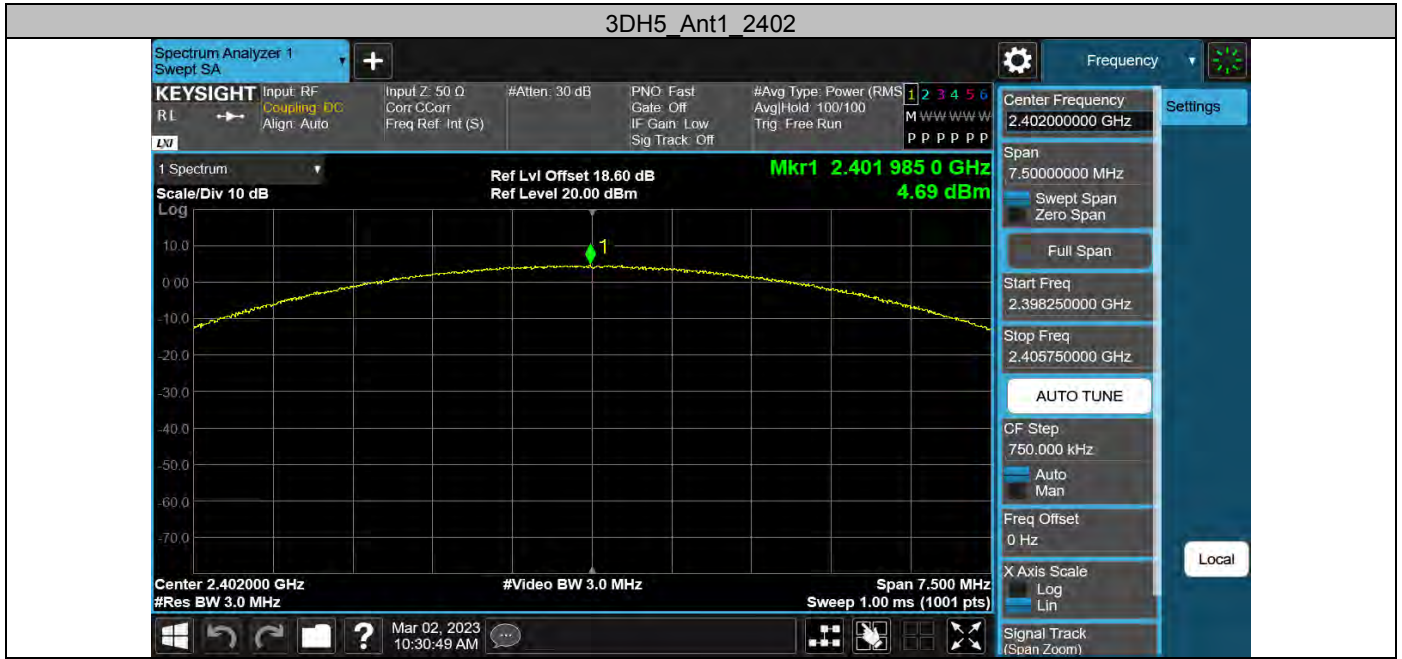 3DH5_Ant1_2402
Spectrum Analyzer 1
Swept SA
Frequency
KEYSIGHT
RL
LXI
Input: RF
Coupling: DC
Align: Auto
Input Z: 50 Ω
Corr CCorr
Freq Ref: Int (S)
#Atten: 30 dB
PNO: Fast
Gate: Off
IF Gain: Low
Sig Track: Off
#Avg Type: Power (RMS
Avg|Hold: 100/100
Trig: Free Run
1 2 3 4 5 6
M W W W W W
P P P P P P
1 Spectrum
Scale/Div 10 dB
Log
Ref Lvl Offset 18.60 dB
Ref Level 20.00 dBm
Mkr1 2.401 985 0 GHz
4.69 dBm
1
10.0
0.00
-10.0
-20.0
-30.0
-40.0
-50.0
-60.0
-70.0
Center 2.402000 GHz
#Res BW 3.0 MHz
#Video BW 3.0 MHz
Span 7.500 MHz
Sweep 1.00 ms (1001 pts)
Center Frequency
2.402000000 GHz
Settings
Span
7.50000000 MHz
Swept Span
Zero Span
Full Span
Start Freq
2.398250000 GHz
Stop Freq
2.405750000 GHz
AUTO TUNE
CF Step
750.000 kHz
Auto
Man
Freq Offset
0 Hz
X Axis Scale
Log
Lin
Local
Signal Track
(Span Zoom)
?
Mar 02, 2023
10:30:49 AM